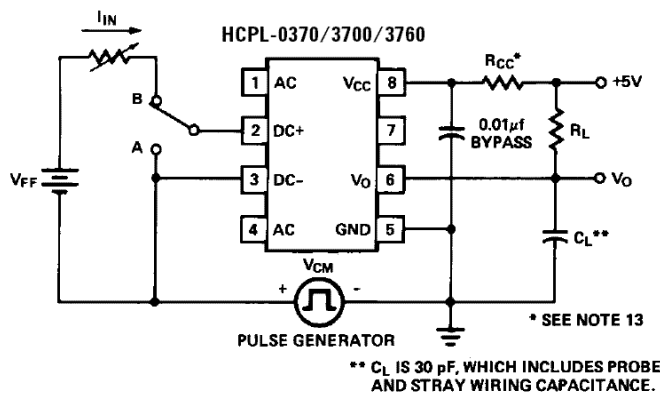 I_IN
HCPL-0370/3700/3760
1 AC
V_CC 8
R_CC*
+5V
B
2 DC+
7
0.01μf
BYPASS
R_L
A
V_FF
3 DC-
V_O 6
V_O
4 AC
GND 5
C_L**
V_CM
+ -
PULSE GENERATOR
* SEE NOTE 13
** C_L IS 30 pF, WHICH INCLUDES PROBE
AND STRAY WIRING CAPACITANCE.